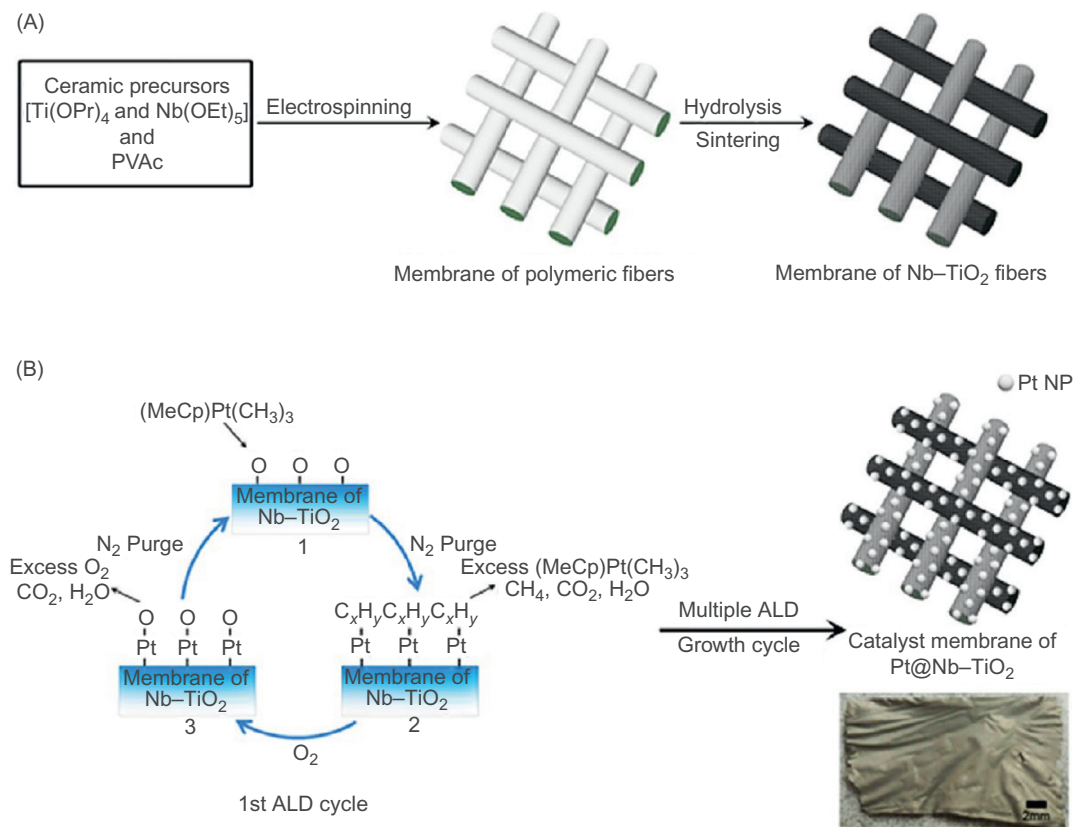 (A)
Ceramic precursors
[Ti(OPr)₄ and Nb(OEt)₅]
and
PVAc
Electrospinning
Membrane of polymeric fibers
Hydrolysis
Sintering
Membrane of Nb–TiO₂ fibers
(B)
(MeCp)Pt(CH₃)₃
O O O
Membrane of
Nb–TiO₂
1
N₂ Purge
Excess (MeCp)Pt(CH₃)₃
CH₄, CO₂, H₂O
CₓHᵧCₓHᵧCₓHᵧ
Pt Pt Pt
Membrane of
Nb–TiO₂
2
O₂
N₂ Purge
Excess O₂
CO₂, H₂O
O O O
Pt Pt Pt
Membrane of
Nb–TiO₂
3
1st ALD cycle
Multiple ALD
Growth cycle
Pt NP
Catalyst membrane of
Pt@Nb–TiO₂
2mm